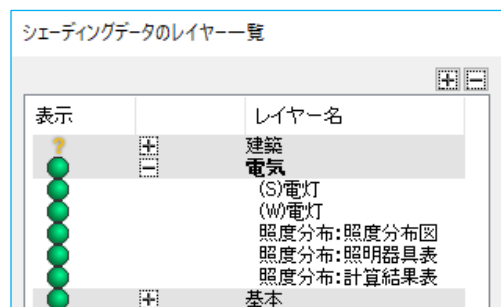 シェーディングデータのレイヤー一覧
表示 レイヤー名
? 建築
電気
(S)電灯
(W)電灯
照度分布:照度分布図
照度分布:照明器具表
照度分布:計算結果表
基本